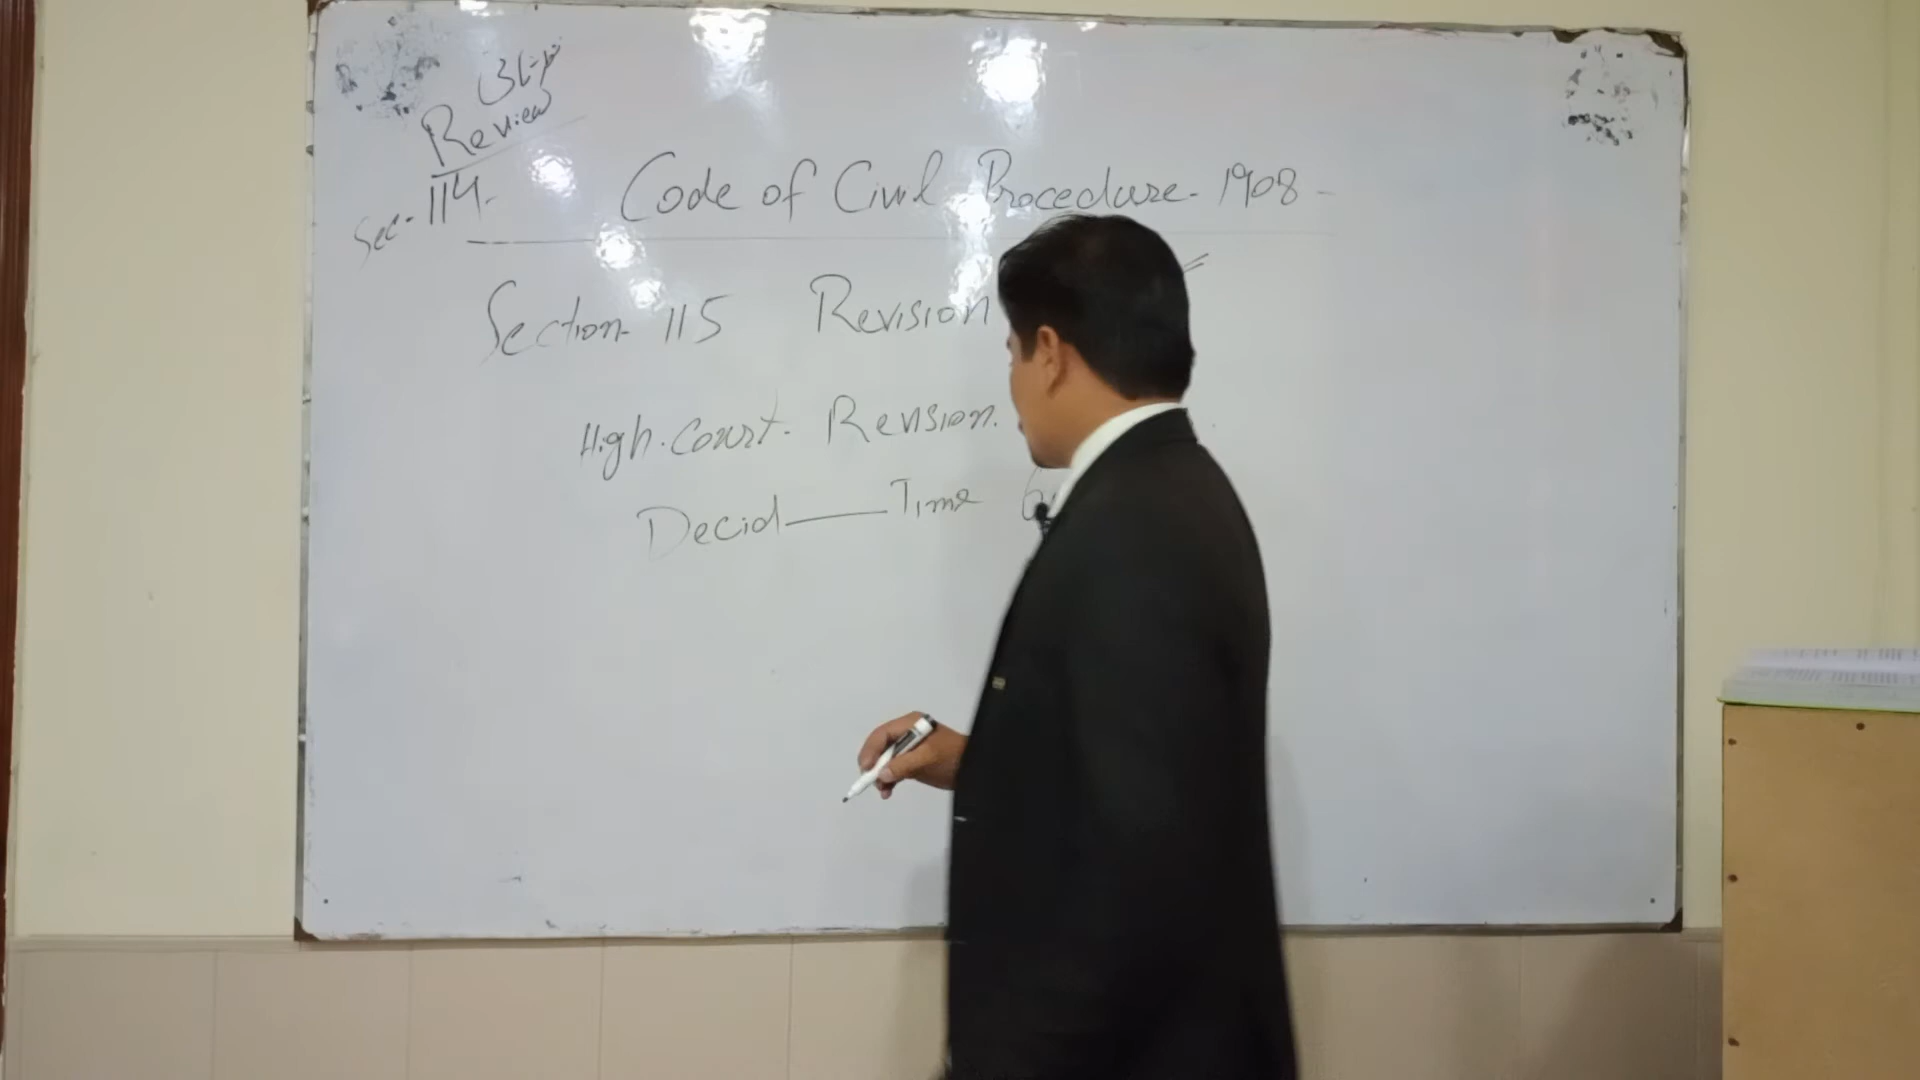 Review
Sec. 114.
Code of Civil Procedure. 1908
Section 115 Revision
High. Court. Revision.
Decid — Time